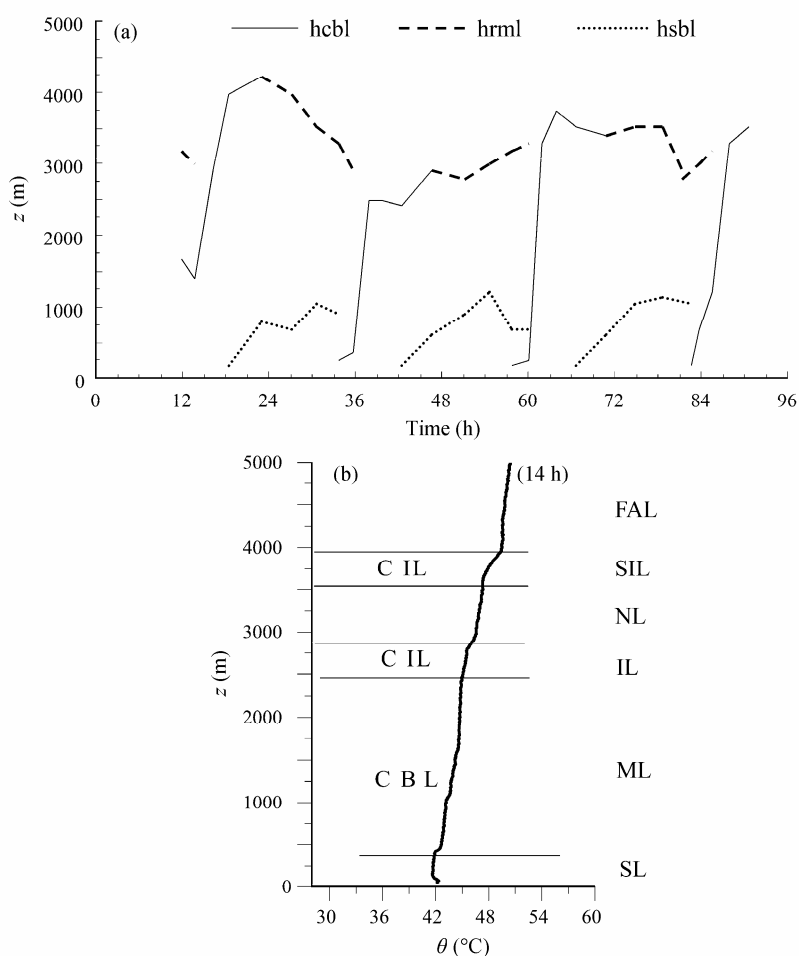 5000
(a)
hcbl
hrml
hsbl
4000
3000
z (m)
2000
1000
0
0
12
24
36
48
60
72
84
96
Time (h)
5000
(b)
(14 h)
FAL
4000
C IL
SIL
NL
3000
C IL
IL
z (m)
2000
C B L
ML
1000
SL
0
30
36
42
48
54
60
θ (°C)